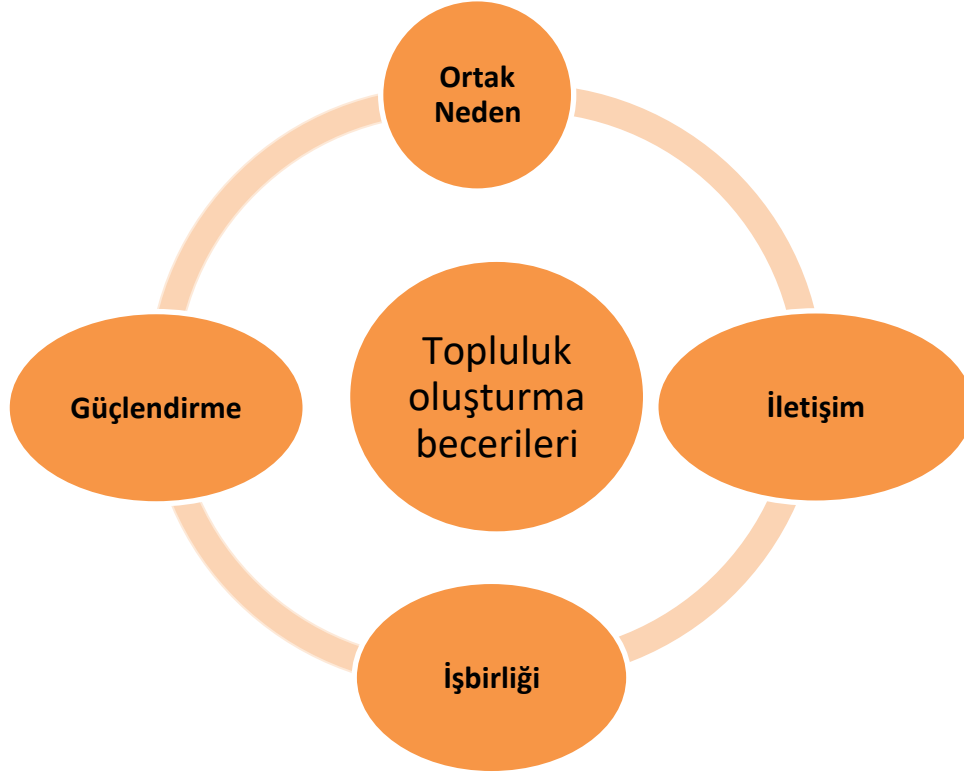 Ortak
Neden
Güçlendirme
Topluluk
oluşturma
becerileri
İletişim
İşbirliği